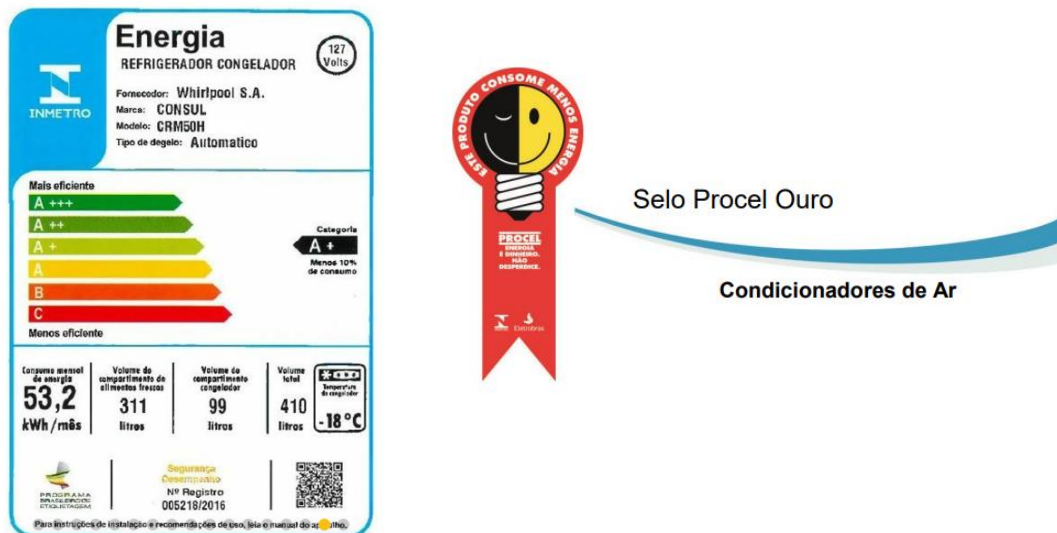 Energia
REFRIGERADOR CONGELADOR
127
Volts
INMETRO
Fornecedor: Whirlpool S.A.
Marca: CONSUL
Modelo: CRM50H
Tipo de degelo: Automatico
Mais eficiente
A +++
A ++
A +
A
B
C
Menos eficiente
Categoria
A +
Menos 10%
de consumo
Consumo mensal
de energia
53,2
kWh/mês
Volume do
compartimento de
alimentos frescos
311
litros
Volume do
compartimento
congelador
99
litros
Volume
total
410
litros
Temperatura
do congelador
-18°C
PROGRAMA
BRASILEIRO DE
ETIQUETAGEM
Segurança
Desempenho
Nº Registro
005218/2016
Para instruções de instalação e recomendações de uso, leia o manual do aparelho.
ESTE PRODUTO CONSOME MENOS ENERGIA
PROCEL
ENERGIA
É DINHEIRO.
NÃO
DESPERDICE.
Eletrobras
Selo Procel Ouro
Condicionadores de Ar